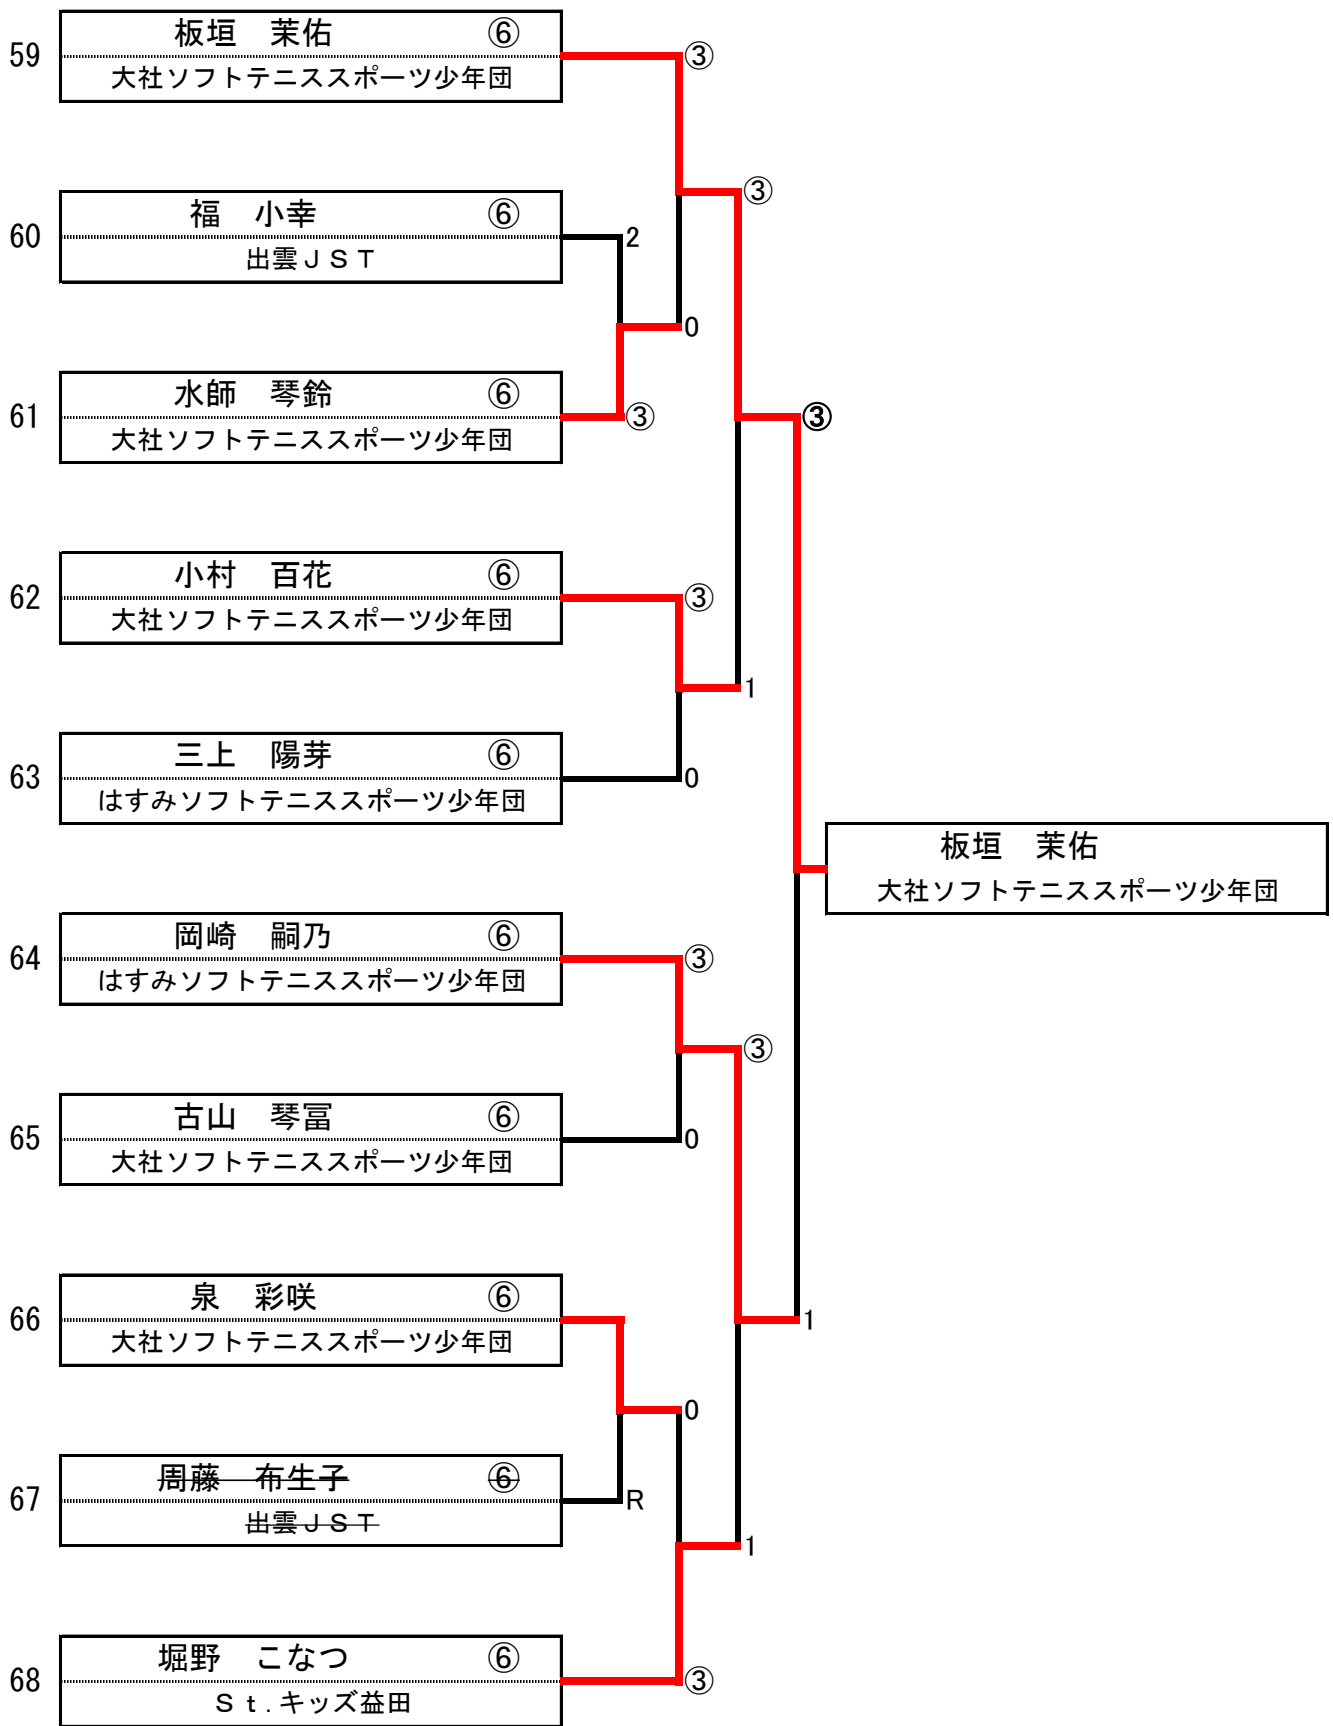 59
板垣　茉佑　⑥
大社ソフトテニススポーツ少年団
③
③
60
福　小幸　⑥
出雲ＪＳＴ
2
0
61
水師　琴鈴　⑥
大社ソフトテニススポーツ少年団
③
③
62
小村　百花　⑥
大社ソフトテニススポーツ少年団
③
1
63
三上　陽芽　⑥
はすみソフトテニススポーツ少年団
0
板垣　茉佑
大社ソフトテニススポーツ少年団
64
岡崎　嗣乃　⑥
はすみソフトテニススポーツ少年団
③
③
65
古山　琴冨　⑥
大社ソフトテニススポーツ少年団
0
66
泉　彩咲　⑥
大社ソフトテニススポーツ少年団
1
0
67
周藤　布生子　⑥
出雲ＪＳＴ
R
1
68
堀野　こなつ　⑥
Ｓｔ.キッズ益田
③